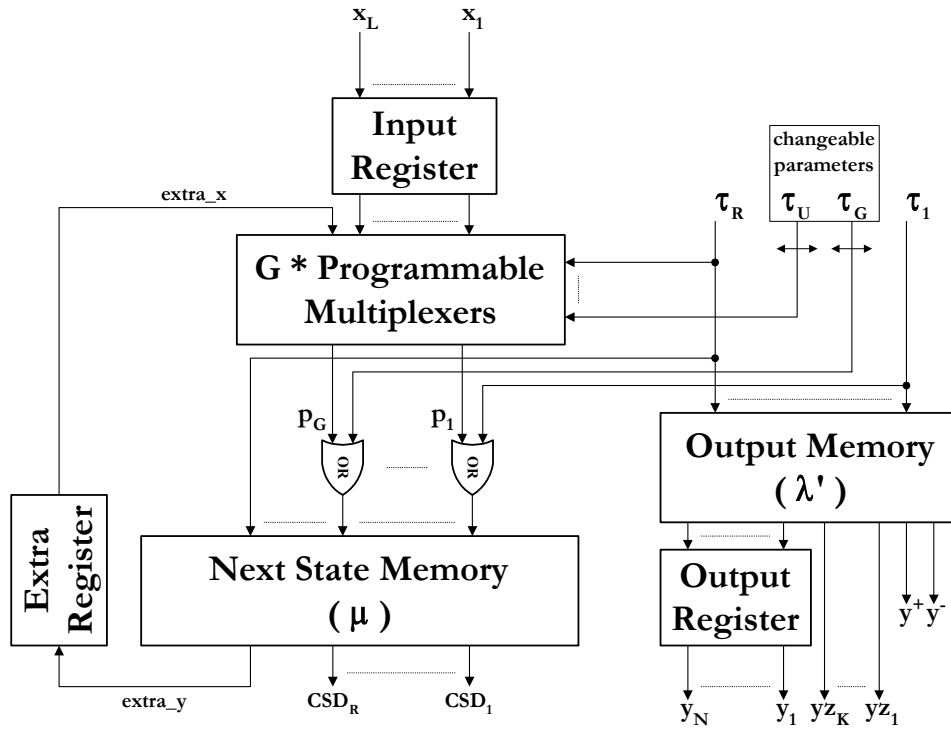 x_L x_1
Input
Register
changeable
parameters
extra_x
τ_R τ_U τ_G τ_1
G * Programmable
Multiplexers
p_G p_1
OR OR
Output Memory
( λ' )
Extra
Register
Next State Memory
( μ )
Output
Register
y⁺ y⁻
extra_y
CSD_R CSD_1
y_N y_1 yz_K yz_1